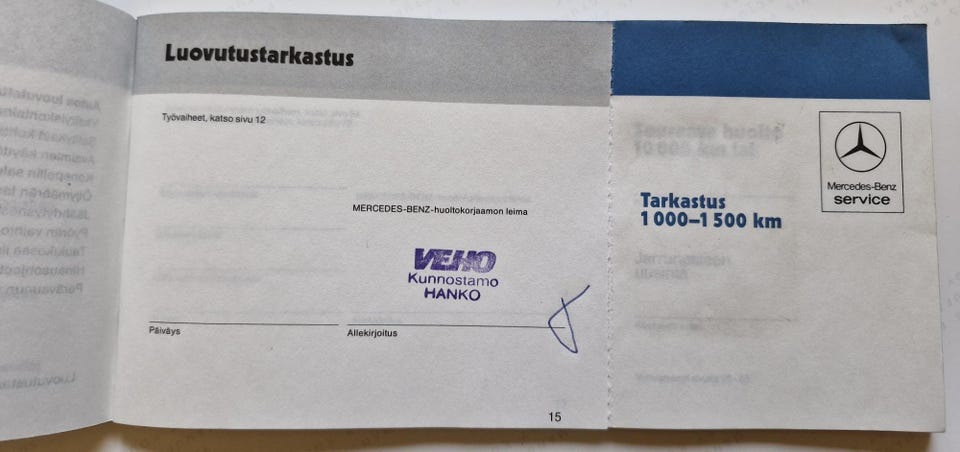 Luovutustarkastus
Työvaiheet, katso sivu 12
MERCEDES-BENZ-huoltokorjaamon leima
VEHO
Kunnostamo
HANKO
Päiväys
Allekirjoitus
15
Mercedes-Benz
service
Tarkastus
1 000–1 500 km